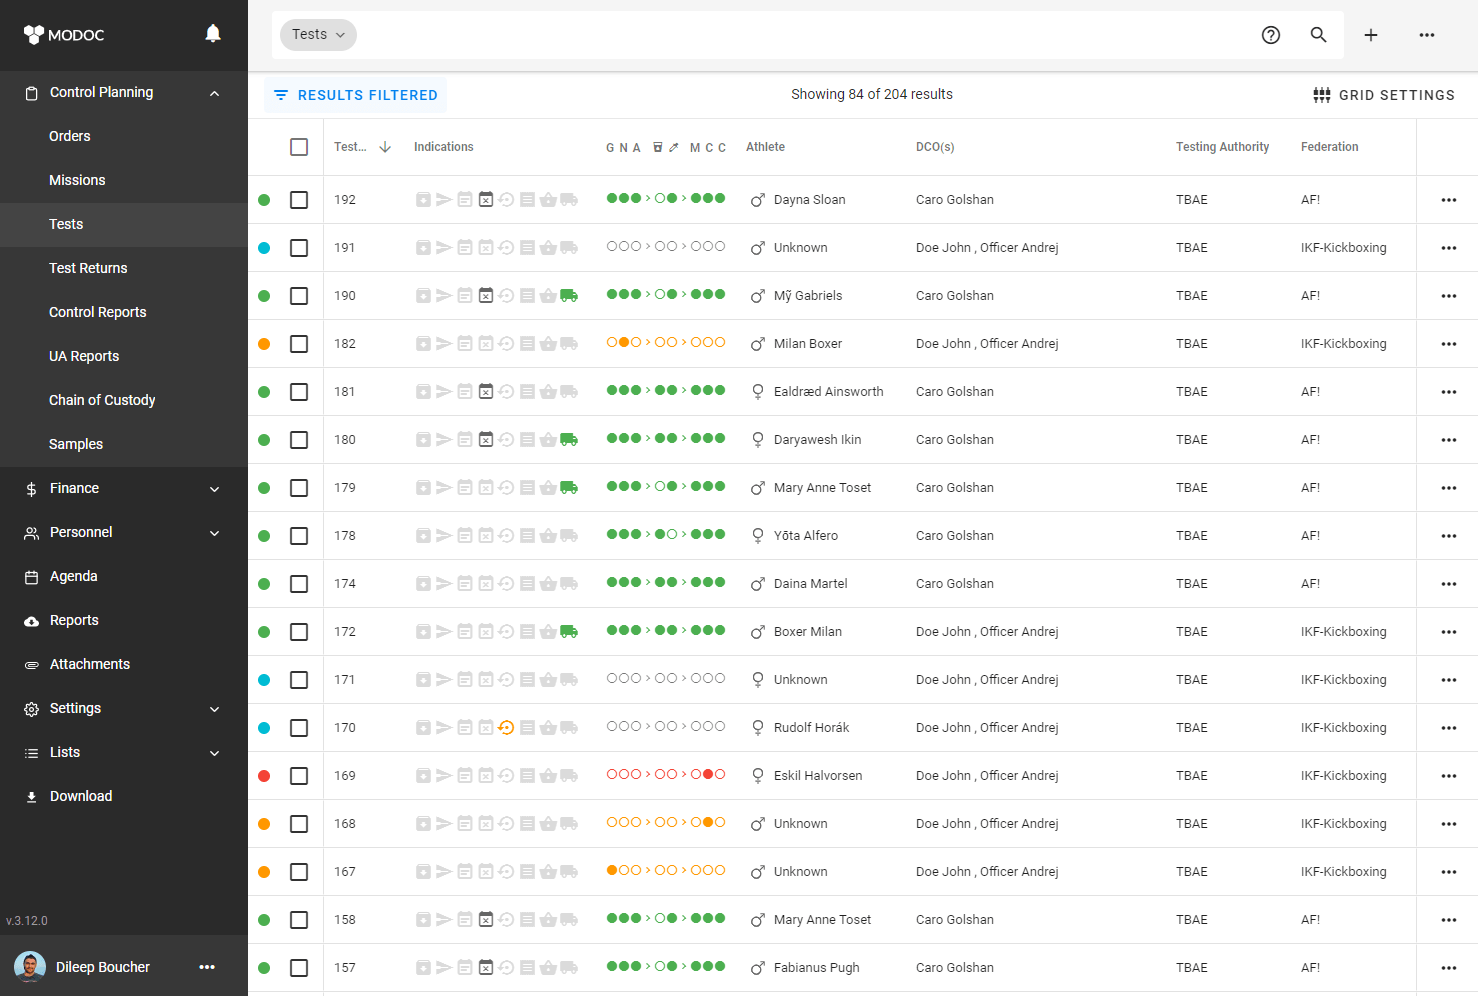 MODOC
Tests
Control Planning
Orders
Missions
Tests
Test Returns
Control Reports
UA Reports
Chain of Custody
Samples
Finance
Personnel
Agenda
Reports
Attachments
Settings
Lists
Download
v.3.12.0
Dileep Boucher
RESULTS FILTERED
Showing 84 of 204 results
GRID SETTINGS
Test... Indications G N A M C C Athlete DCO(s) Testing Authority Federation
192 Dayna Sloan Caro Golshan TBAE AF!
191 Unknown Doe John , Officer Andrej TBAE IKF-Kickboxing
190 Mỹ Gabriels Caro Golshan TBAE AF!
182 Milan Boxer Doe John , Officer Andrej TBAE IKF-Kickboxing
181 Ealdræd Ainsworth Caro Golshan TBAE AF!
180 Daryawesh Ikin Caro Golshan TBAE AF!
179 Mary Anne Toset Caro Golshan TBAE AF!
178 Yōta Alfero Caro Golshan TBAE AF!
174 Daina Martel Caro Golshan TBAE AF!
172 Boxer Milan Doe John , Officer Andrej TBAE IKF-Kickboxing
171 Unknown Doe John , Officer Andrej TBAE IKF-Kickboxing
170 Rudolf Horák Doe John , Officer Andrej TBAE IKF-Kickboxing
169 Eskil Halvorsen Doe John , Officer Andrej TBAE IKF-Kickboxing
168 Unknown Doe John , Officer Andrej TBAE IKF-Kickboxing
167 Unknown Doe John , Officer Andrej TBAE IKF-Kickboxing
158 Mary Anne Toset Caro Golshan TBAE AF!
157 Fabianus Pugh Caro Golshan TBAE AF!